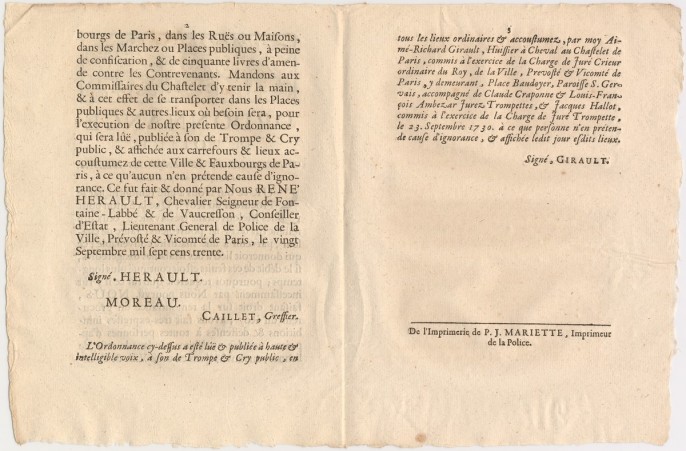 2
bourgs de Paris, dans les Ruës ou Maisons,
dans les Marchez ou Places publiques, à peine
de confiscation, & de cinquante livres d'amen-
de contre les Contrevenants. Mandons aux
Commissaires du Chastelet d'y tenir la main,
& à cet effet de se transporter dans les Places
publiques & autres lieux où besoin sera, pour
l'execution de nostre presente Ordonnance,
qui sera lûë, publiée à son de Trompe & Cry
public, & affichée aux carrefours & lieux ac-
coustumez de cette Ville & Fauxbourgs de Pa-
ris, à ce qu'aucun n'en prétende cause d'igno-
rance. Ce fut fait & donné par Nous RENÉ
HERAULT, Chevalier Seigneur de Fon-
taine-Labbé & de Vaucresson, Conseiller
d'Estat, Lieutenant General de Police de la
Ville, Prévosté & Vicomté de Paris, le vingt
Septembre mil sept cens trente.
Signé. HERAULT.
MOREAU.
CAILLET, Greffier.
L'Ordonnance cy-dessus a esté lûë & publiée à haute &
intelligible voix, à son de Trompe & Cry public, en
3
tous les lieux ordinaires & accoustumez, par moy Ai-
mé-Richard Girault, Huissier à Cheval au Chastelet de
Paris, commis à l'exercice de la Charge de Juré Crieur
ordinaire du Roy, de la Ville, Prevosté & Vicomté de
Paris, y demeurant, Place Baudoyer, Paroisse S. Ger-
vais, accompagné de Claude Craponne & Louis-Fran-
çois Ambezar Jurez Trompettes, & Jacques Hallot,
commis à l'exercice de la Charge de Juré Trompette,
le 23. Septembre 1730. à ce que personne n'en préten-
de cause d'ignorance, & affichée ledit jour esdits lieux.
Signé, GIRAULT.
De l'Imprimerie de P. J. MARIETTE, Imprimeur
de la Police.